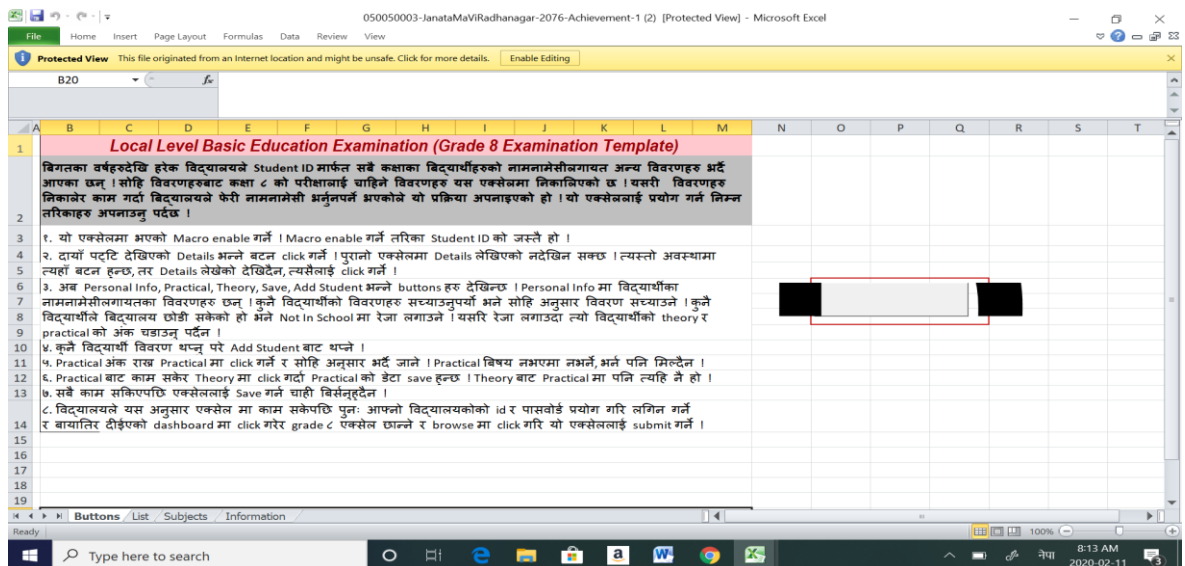 050050003-JanataMaViRadhanagar-2076-Achievement-1 (2) [Protected View] - Microsoft Excel
File Home Insert Page Layout Formulas Data Review View
Protected View This file originated from an Internet location and might be unsafe. Click for more details. Enable Editing
B20 fx
A B C D E F G H I J K L M N O P Q R S T
1 Local Level Basic Education Examination (Grade 8 Examination Template)
बिगतका वर्षहरुदेखि हरेक विद्यालयले Student ID मार्फत सबै कक्षाका बिद्यार्थीहरुको नामनामेसीलगायत अन्य विवरणहरु भर्दै
आएका छन् ! सोहि विवरणहरुबाट कक्षा ८ को परीक्षालाई चाहिने विवरणहरु यस एक्सेलमा निकालिएको छ ! यसरी विवरणहरु
निकालेर काम गर्दा बिद्यालयले फेरी नामनामेसी भर्नुनपर्ने भएकोले यो प्रक्रिया अपनाइएको हो ! यो एक्सेललाई प्रयोग गर्न निम्न
2 तरिकाहरु अपनाउनु पर्दछ !
3 १. यो एक्सेलमा भएको Macro enable गर्ने ! Macro enable गर्ने तरिका Student ID को जस्तै हो !
4 २. दायाँ पट्टि देखिएको Details भन्ने बटन click गर्ने ! पुरानो एक्सेलमा Details लेखिएको नदेखिन सक्छ ! त्यस्तो अवस्थामा
5 त्यहाँ बटन हुन्छ, तर Details लेखेको देखिदैन, त्यसैलाई click गर्ने !
6 ३. अब Personal Info, Practical, Theory, Save, Add Student भन्ने buttons हरु देखिन्छ ! Personal Info मा विद्यार्थीका
7 नामनामेसीलगायतका विवरणहरु छन् ! कुनै विद्यार्थीको विवरणहरु सच्याउनुपर्यो भने सोहि अनुसार विवरण सच्याउने ! कुनै
8 विद्यार्थीले बिद्यालय छोडी सकेको हो भने Not In School मा रेजा लगाउने ! यसरि रेजा लगाउदा त्यो विद्यार्थीको theory र
9 practical को अंक चडाउनु पर्दैन !
10 ४. कुनै विद्यार्थी विवरण थप्नु परे Add Student बाट थप्ने !
11 ५. Practical अंक राख्न Practical मा click गर्ने र सोहि अनुसार भर्दै जाने ! Practical बिषय नभएमा नभर्ने, भर्न पनि मिल्दैन !
12 ६. Practical बाट काम सकेर Theory मा click गर्दा Practical को डेटा save हुन्छ ! Theory बाट Practical मा पनि त्यहि नै हो !
13 ७. सबै काम सकिएपछि एक्सेललाई Save गर्न चाही बिर्सनुहुदैन !
८. विद्यालयले यस अनुसार एक्सेल मा काम सकेपछि पुनः आफ्नो विद्यालयकोको id र पासवोर्ड प्रयोग गरि लगिन गर्ने
14 र बायातिर दीईएको dashboard मा click गरेर grade ८ एक्सेल छान्ने र browse मा click गरि यो एक्सेललाई submit गर्ने !
15
16
17
18
19
Buttons List Subjects Information
Ready 100%
Type here to search a W नेपा 8:13 AM
2020-02-11 3